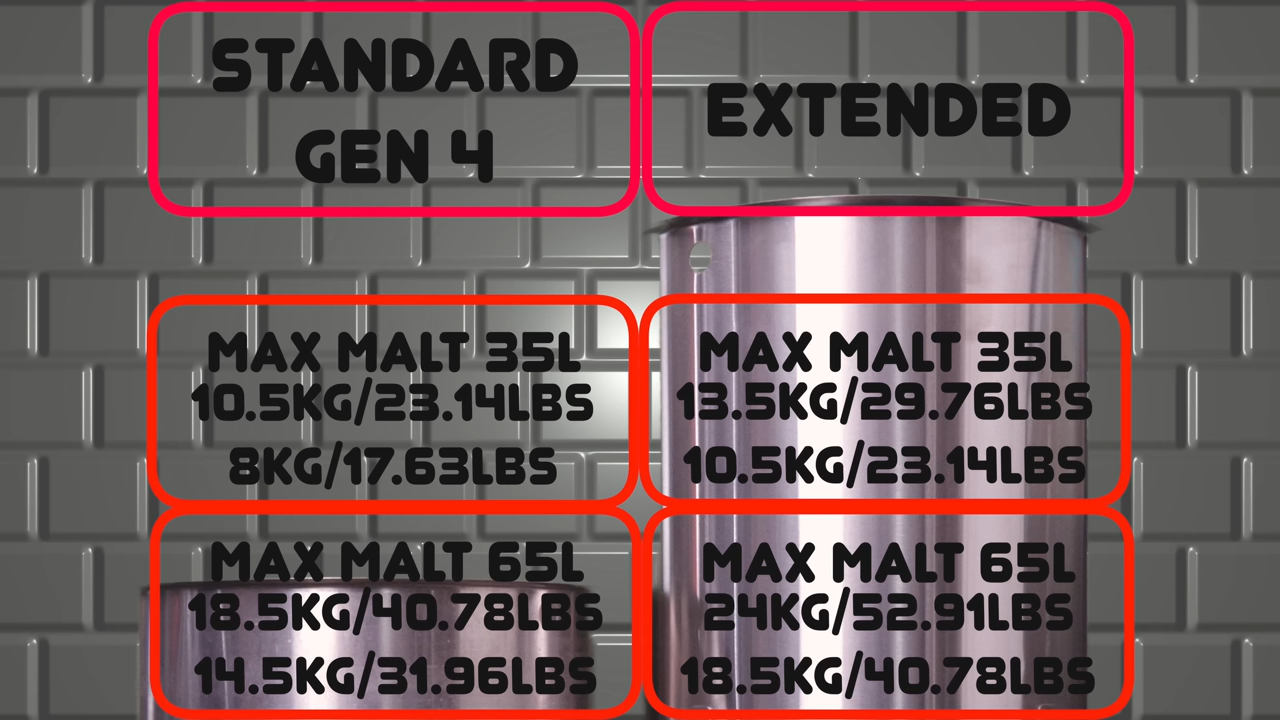 STANDARD
GEN 4
EXTENDED
MAX MALT 35L
10.5KG/23.14LBS
8KG/17.63LBS
MAX MALT 35L
13.5KG/29.76LBS
10.5KG/23.14LBS
MAX MALT 65L
18.5KG/40.78LBS
14.5KG/31.96LBS
MAX MALT 65L
24KG/52.91LBS
18.5KG/40.78LBS